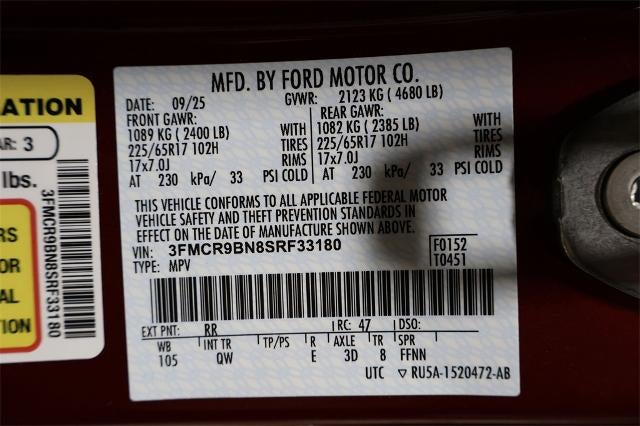 MFD. BY FORD MOTOR CO.
DATE: 09/25 GVWR: 2123 KG ( 4680 LB)
FRONT GAWR: REAR GAWR:
1089 KG ( 2400 LB) WITH 1082 KG ( 2385 LB) WITH
225/65R17 102H TIRES 225/65R17 102H TIRES
17x7.0J RIMS 17x7.0J RIMS
AT 230 kPa/ 33 PSI COLD AT 230 kPa/ 33 PSI COLD
THIS VEHICLE CONFORMS TO ALL APPLICABLE FEDERAL MOTOR
VEHICLE SAFETY AND THEFT PREVENTION STANDARDS IN
EFFECT ON THE DATE OF MANUFACTURE SHOWN ABOVE.
VIN: 3FMCR9BN8SRF33180 F0152
TYPE: MPV T0451
EXT PNT: RR RC: 47 DSO:
WB INT TR TP/PS R AXLE TR SPR
105 QW E 3D 8 FFNN
UTC ▽ RU5A-1520472-AB
ATION
AR: 3
lbs.
RS
OR
AL
TION
3FMCR9BN8SRF33180